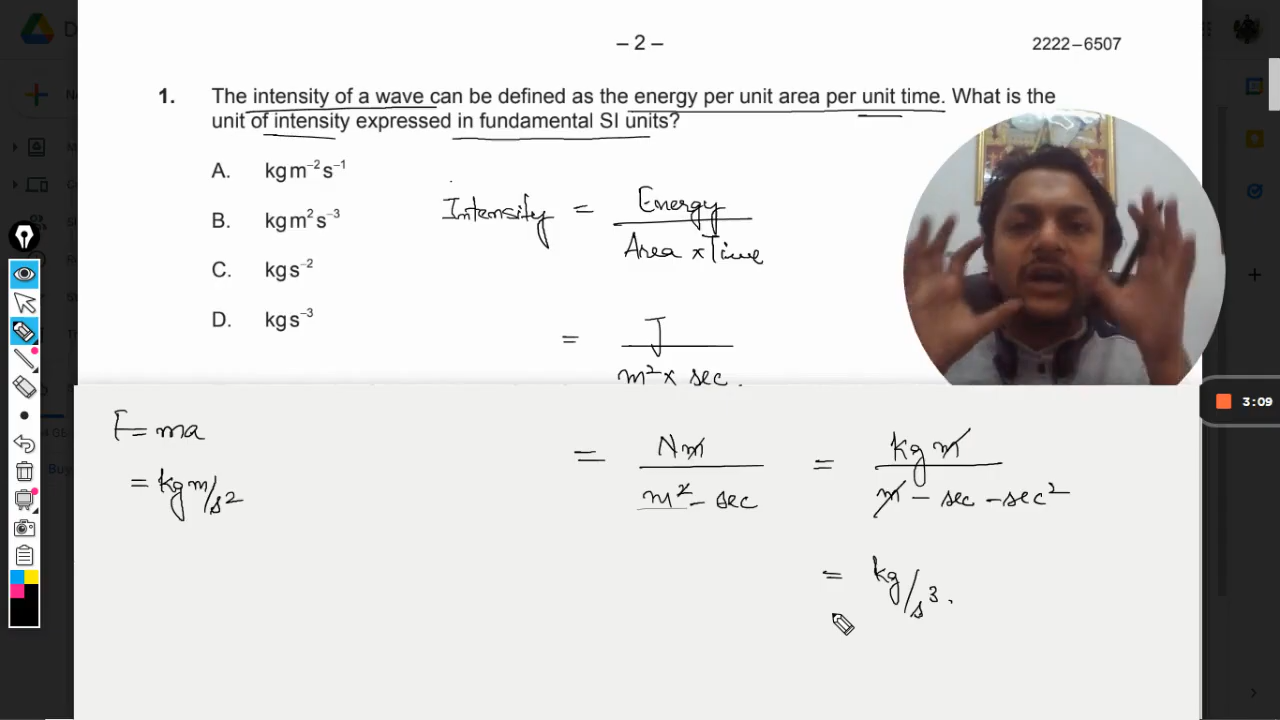 – 2 –
2222 – 6507
1. The intensity of a wave can be defined as the energy per unit area per unit time. What is the
unit of intensity expressed in fundamental SI units?
A. kg m⁻² s⁻¹
B. kg m² s⁻³
C. kg s⁻²
D. kg s⁻³
Intensity = Energy / Area × Time
= J / m² × sec.
F = ma
= kg m/s²
= Nm / m² – sec = kg m / m – sec – sec²
= kg/s³.
3:09